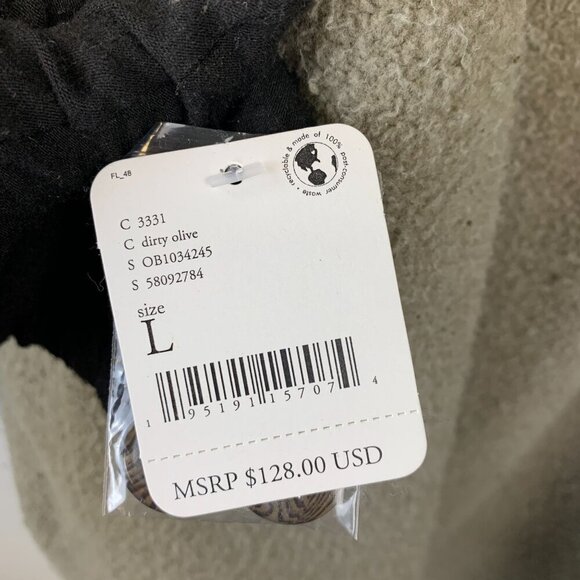 FL_4B
recyclable & made of 100% post-consumer waste •
C 3331
C dirty olive
S OB1034245
S 58092784
size
L
1 95191 15707 4
MSRP $128.00 USD